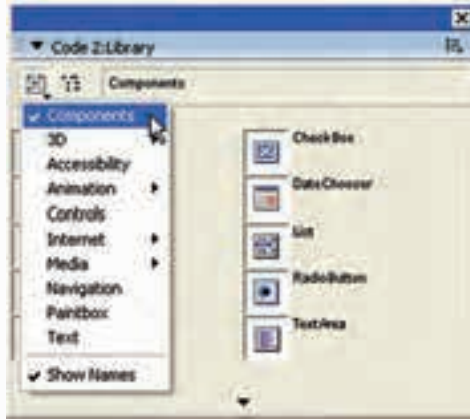 Code 2:Library
Components
Components
3D
Accessibility
Animation
Controls
Internet
Media
Navigation
Paintbox
Text
Show Names
CheckBox
DateChooser
List
RadioButton
TextArea